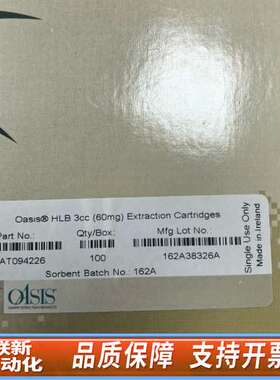 Oasis® HLB 3cc (60mg) Extraction Cartridges
Part No.:
Qty/Box:
Mfg Lot No.:
AT094226
100
162A38326A
Sorbent Batch No.: 162A
Single Use Only
Made in Ireland
OASIS
品质保障 支持开票